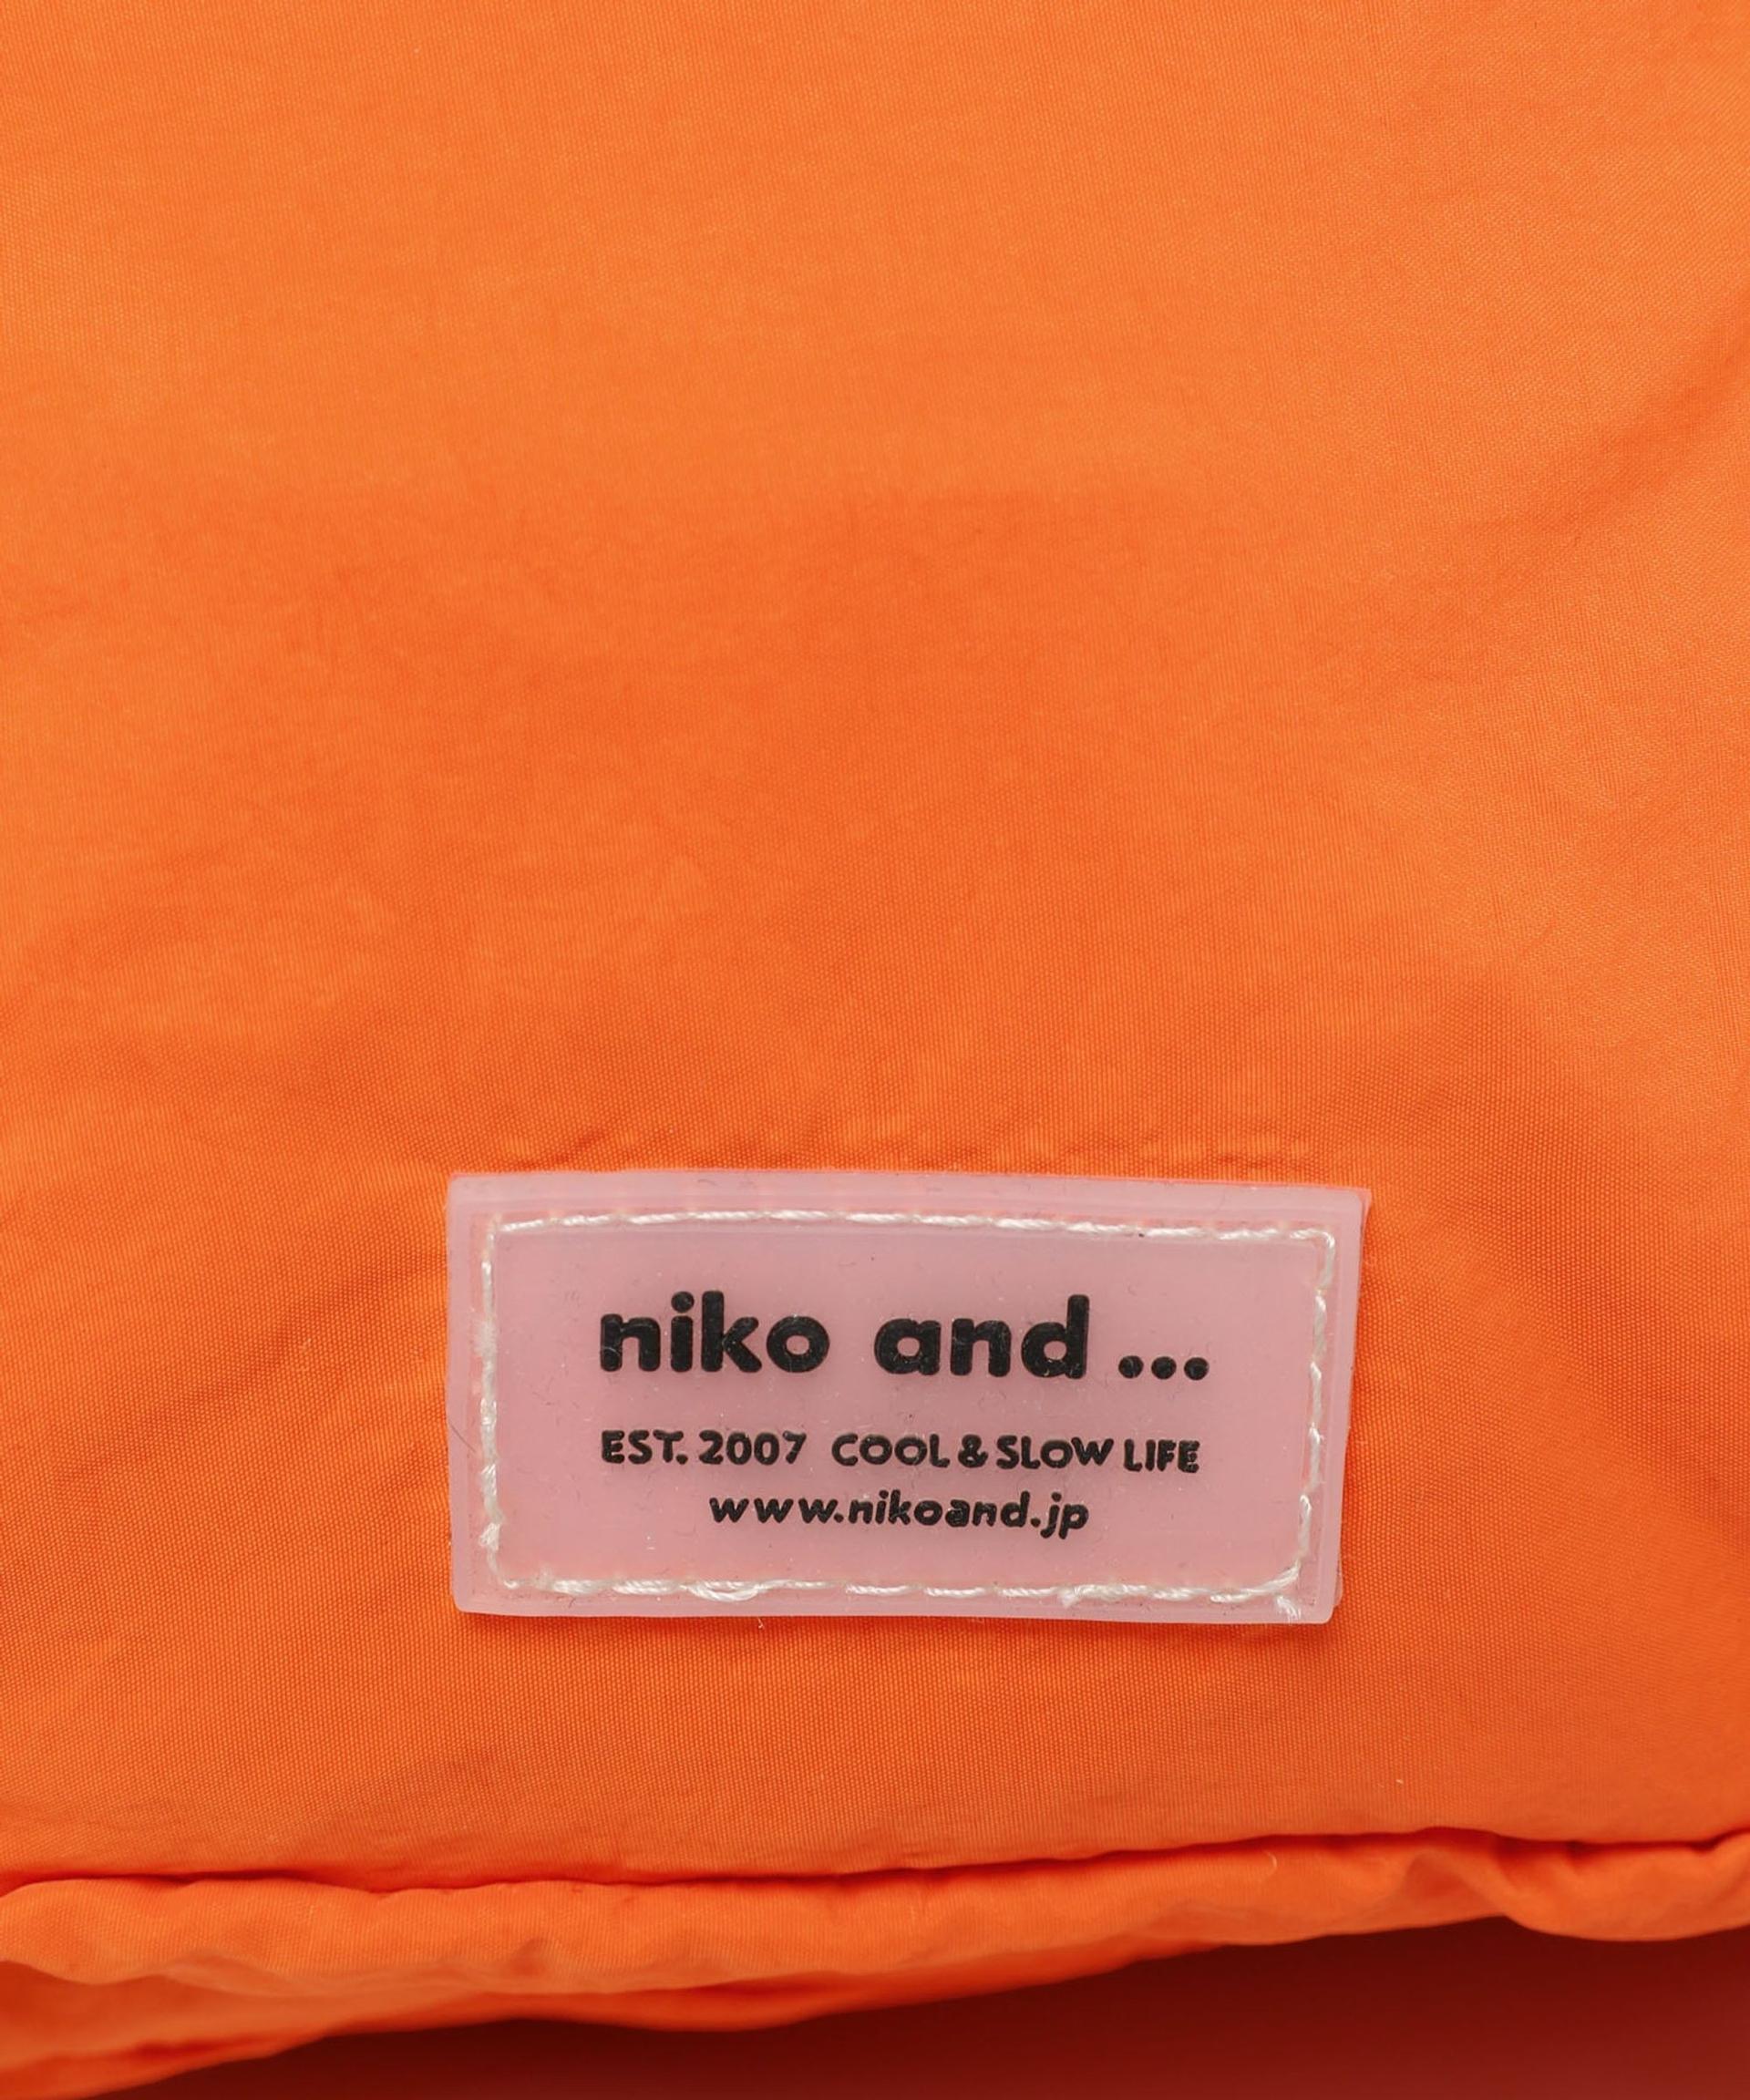 niko and ...
EST. 2007 COOL & SLOW LIFE
www.nikoand.jp